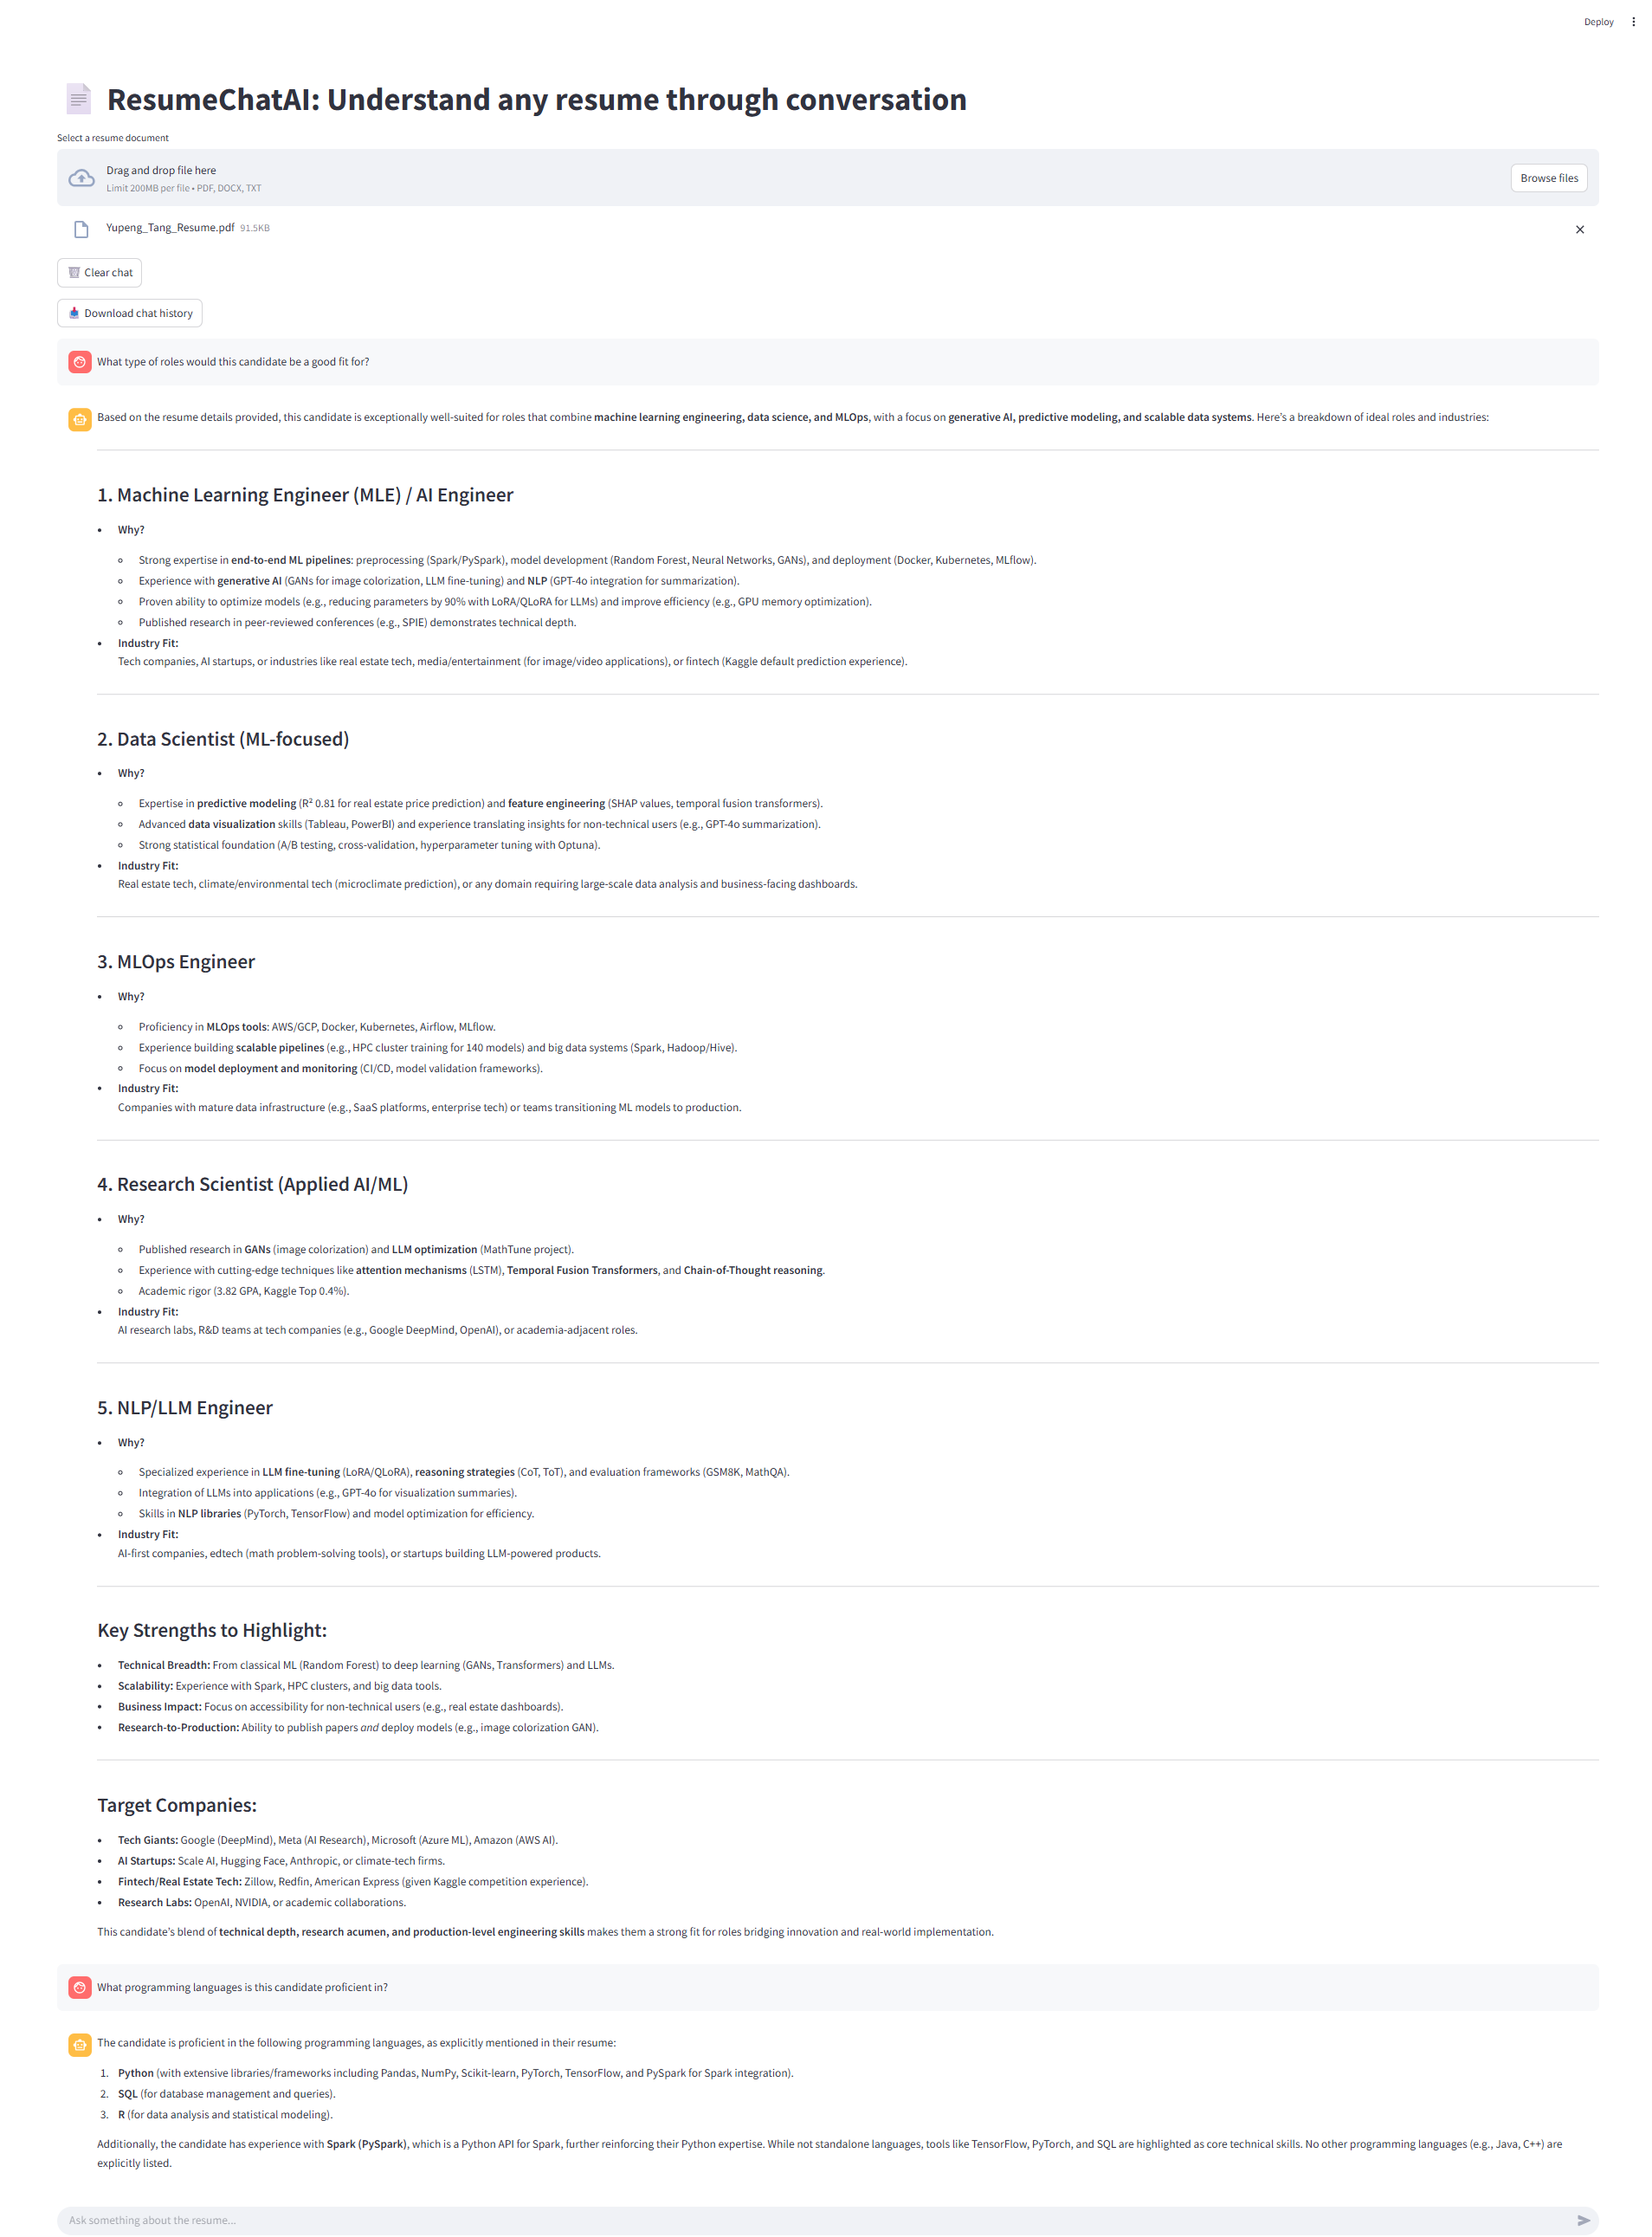 Deploy
ResumeChatAI: Understand any resume through conversation
Select a resume document
Drag and drop file here
Limit 200MB per file • PDF, DOCX, TXT
Browse files
Yupeng_Tang_Resume.pdf 91.5KB
Clear chat
Download chat history
What type of roles would this candidate be a good fit for?
Based on the resume details provided, this candidate is exceptionally well-suited for roles that combine machine learning engineering, data science, and MLOps, with a focus on generative AI, predictive modeling, and scalable data systems. Here's a breakdown of ideal roles and industries:
1. Machine Learning Engineer (MLE) / AI Engineer
• Why?
◦ Strong expertise in end-to-end ML pipelines: preprocessing (Spark/PySpark), model development (Random Forest, Neural Networks, GANs), and deployment (Docker, Kubernetes, MLflow).
◦ Experience with generative AI (GANs for image colorization, LLM fine-tuning) and NLP (GPT-4o integration for summarization).
◦ Proven ability to optimize models (e.g., reducing parameters by 90% with LoRA/QLoRA for LLMs) and improve efficiency (e.g., GPU memory optimization).
◦ Published research in peer-reviewed conferences (e.g., SPIE) demonstrates technical depth.
• Industry Fit:
Tech companies, AI startups, or industries like real estate tech, media/entertainment (for image/video applications), or fintech (Kaggle default prediction experience).
2. Data Scientist (ML-focused)
• Why?
◦ Expertise in predictive modeling (R² 0.81 for real estate price prediction) and feature engineering (SHAP values, temporal fusion transformers).
◦ Advanced data visualization skills (Tableau, PowerBI) and experience translating insights for non-technical users (e.g., GPT-4o summarization).
◦ Strong statistical foundation (A/B testing, cross-validation, hyperparameter tuning with Optuna).
• Industry Fit:
Real estate tech, climate/environmental tech (microclimate prediction), or any domain requiring large-scale data analysis and business-facing dashboards.
3. MLOps Engineer
• Why?
◦ Proficiency in MLOps tools: AWS/GCP, Docker, Kubernetes, Airflow, MLflow.
◦ Experience building scalable pipelines (e.g., HPC cluster training for 140 models) and big data systems (Spark, Hadoop/Hive).
◦ Focus on model deployment and monitoring (CI/CD, model validation frameworks).
• Industry Fit:
Companies with mature data infrastructure (e.g., SaaS platforms, enterprise tech) or teams transitioning ML models to production.
4. Research Scientist (Applied AI/ML)
• Why?
◦ Published research in GANs (image colorization) and LLM optimization (MathTune project).
◦ Experience with cutting-edge techniques like attention mechanisms (LSTM), Temporal Fusion Transformers, and Chain-of-Thought reasoning.
◦ Academic rigor (3.82 GPA, Kaggle Top 0.4%).
• Industry Fit:
AI research labs, R&D teams at tech companies (e.g., Google DeepMind, OpenAI), or academia-adjacent roles.
5. NLP/LLM Engineer
• Why?
◦ Specialized experience in LLM fine-tuning (LoRA/QLoRA), reasoning strategies (CoT, ToT), and evaluation frameworks (GSM8K, MathQA).
◦ Integration of LLMs into applications (e.g., GPT-4o for visualization summaries).
◦ Skills in NLP libraries (PyTorch, TensorFlow) and model optimization for efficiency.
• Industry Fit:
AI-first companies, edtech (math problem-solving tools), or startups building LLM-powered products.
Key Strengths to Highlight:
• Technical Breadth: From classical ML (Random Forest) to deep learning (GANs, Transformers) and LLMs.
• Scalability: Experience with Spark, HPC clusters, and big data tools.
• Business Impact: Focus on accessibility for non-technical users (e.g., real estate dashboards).
• Research-to-Production: Ability to publish papers and deploy models (e.g., image colorization GAN).
Target Companies:
• Tech Giants: Google (DeepMind), Meta (AI Research), Microsoft (Azure ML), Amazon (AWS AI).
• AI Startups: Scale AI, Hugging Face, Anthropic, or climate-tech firms.
• Fintech/Real Estate Tech: Zillow, Redfin, American Express (given Kaggle competition experience).
• Research Labs: OpenAI, NVIDIA, or academic collaborations.
This candidate's blend of technical depth, research acumen, and production-level engineering skills makes them a strong fit for roles bridging innovation and real-world implementation.
What programming languages is this candidate proficient in?
The candidate is proficient in the following programming languages, as explicitly mentioned in their resume:
1. Python (with extensive libraries/frameworks including Pandas, NumPy, Scikit-learn, PyTorch, TensorFlow, and PySpark for Spark integration).
2. SQL (for database management and queries).
3. R (for data analysis and statistical modeling).
Additionally, the candidate has experience with Spark (PySpark), which is a Python API for Spark, further reinforcing their Python expertise. While not standalone languages, tools like TensorFlow, PyTorch, and SQL are highlighted as core technical skills. No other programming languages (e.g., Java, C++) are
explicitly listed.
Ask something about the resume...